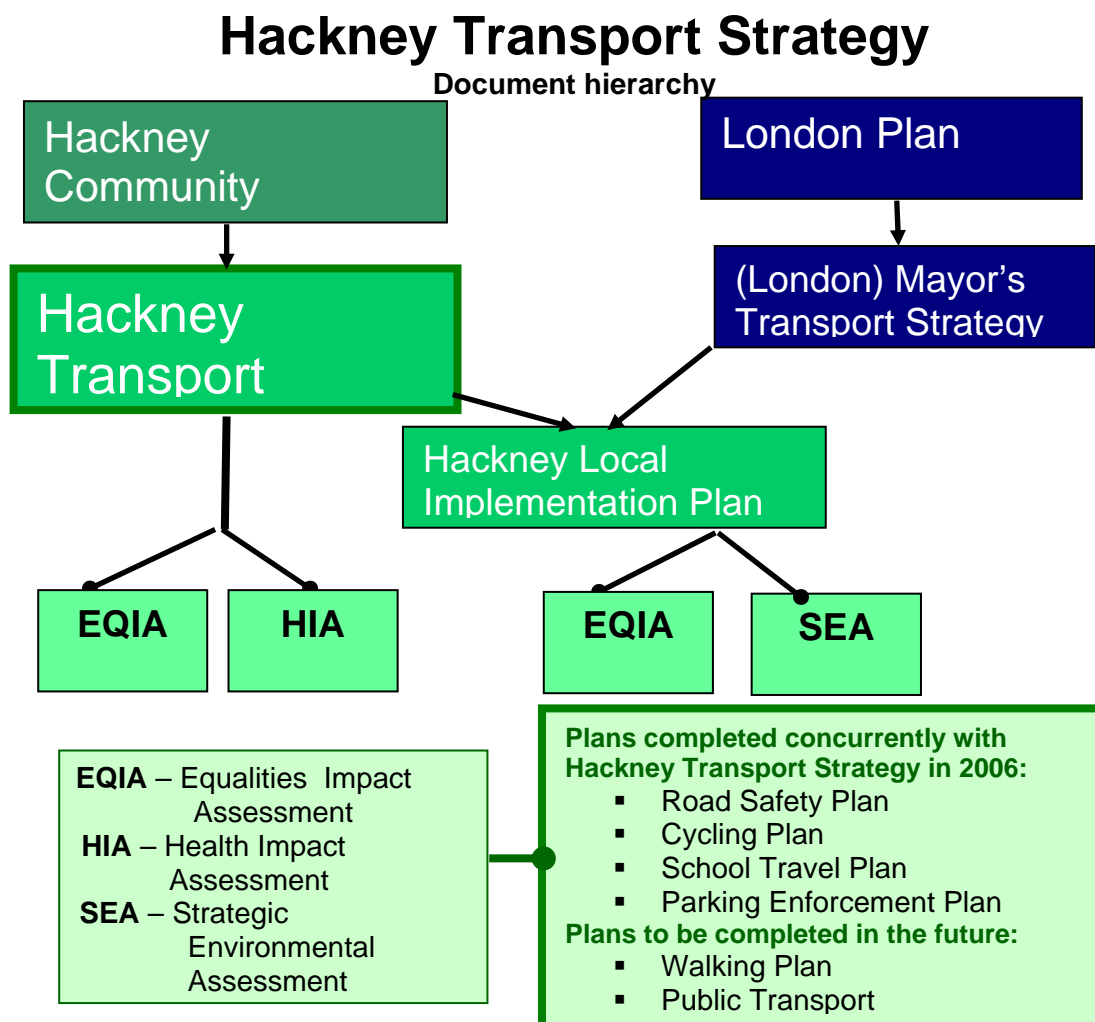 Hackney Transport Strategy
Document hierarchy
Hackney
Community
London Plan
Hackney
Transport
(London) Mayor’s
Transport Strategy
Hackney Local
Implementation Plan
EQIA
HIA
EQIA
SEA
EQIA – Equalities Impact
Assessment
HIA – Health Impact
Assessment
SEA – Strategic
Environmental
Assessment
Plans completed concurrently with
Hackney Transport Strategy in 2006:
▪ Road Safety Plan
▪ Cycling Plan
▪ School Travel Plan
▪ Parking Enforcement Plan
Plans to be completed in the future:
▪ Walking Plan
▪ Public Transport